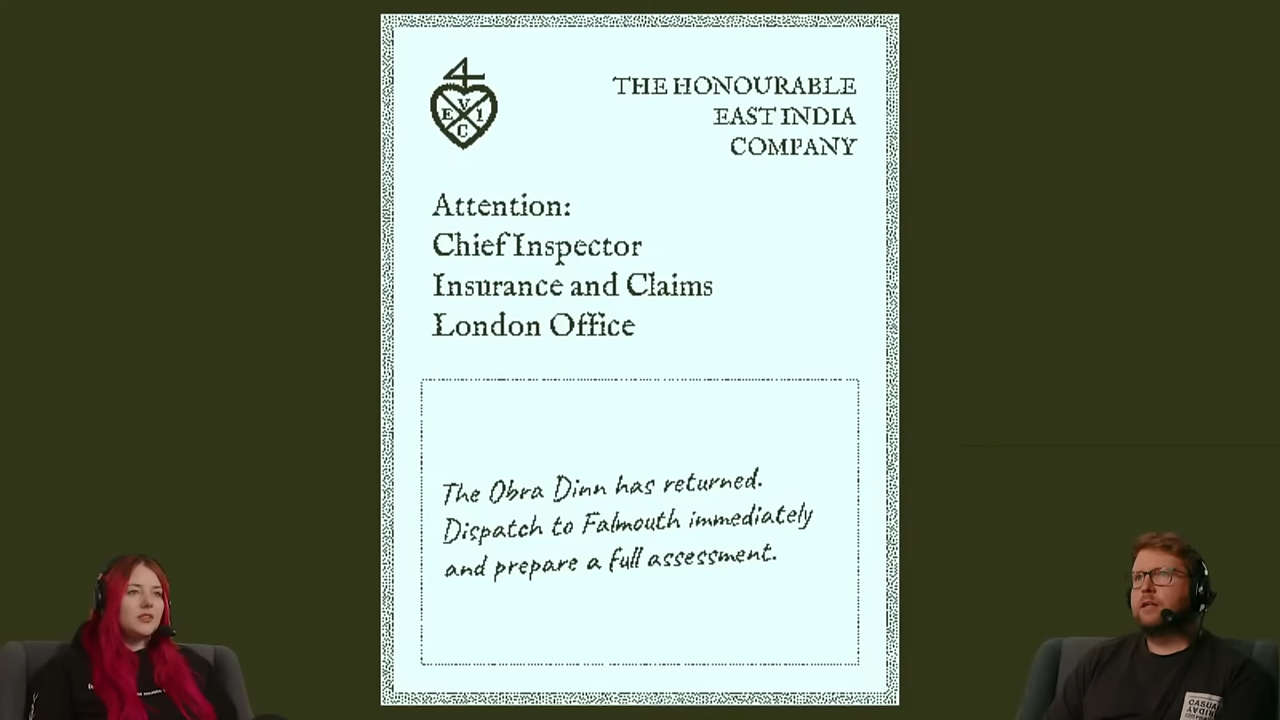 4
V
E I
C
THE HONOURABLE
EAST INDIA
COMPANY
Attention:
Chief Inspector
Insurance and Claims
London Office
The Obra Dinn has returned.
Dispatch to Falmouth immediately
and prepare a full assessment.